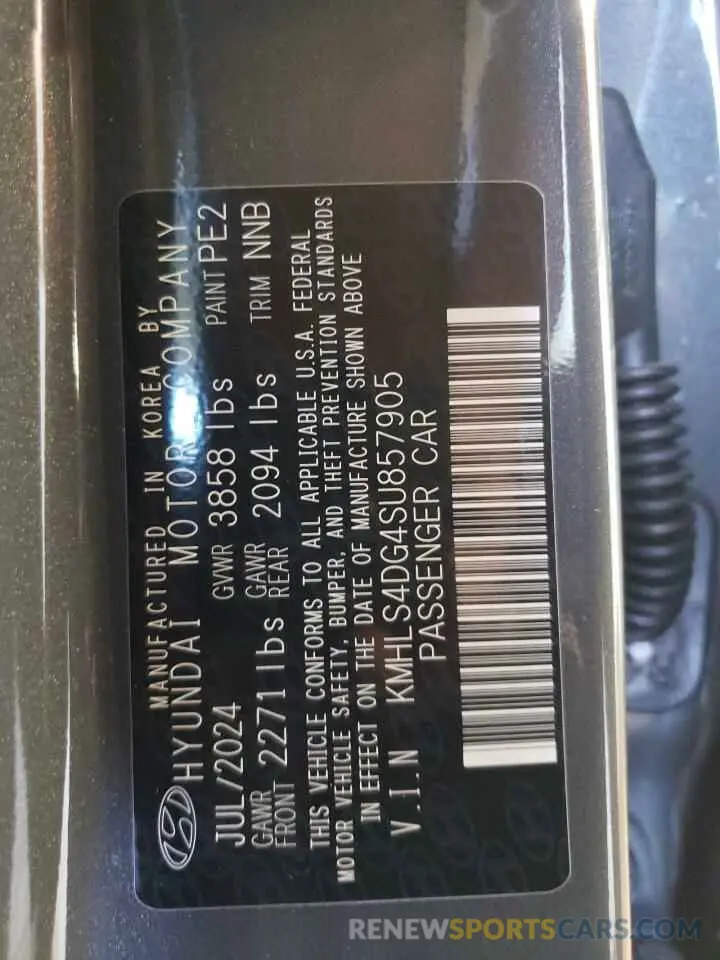 MANUFACTURED IN KOREA BY
HYUNDAI MOTOR COMPANY
JUL/2024 GVWR 3858 lbs PAINT PE2
GAWR FRONT 2271 lbs GAWR REAR 2094 lbs TRIM NNB
THIS VEHICLE CONFORMS TO ALL APPLICABLE U.S.A. FEDERAL
MOTOR VEHICLE SAFETY, BUMPER, AND THEFT PREVENTION STANDARDS
IN EFFECT ON THE DATE OF MANUFACTURE SHOWN ABOVE
V.I.N KMHLS4DG4SU857905
PASSENGER CAR
RENEWSPORTSCARS.COM